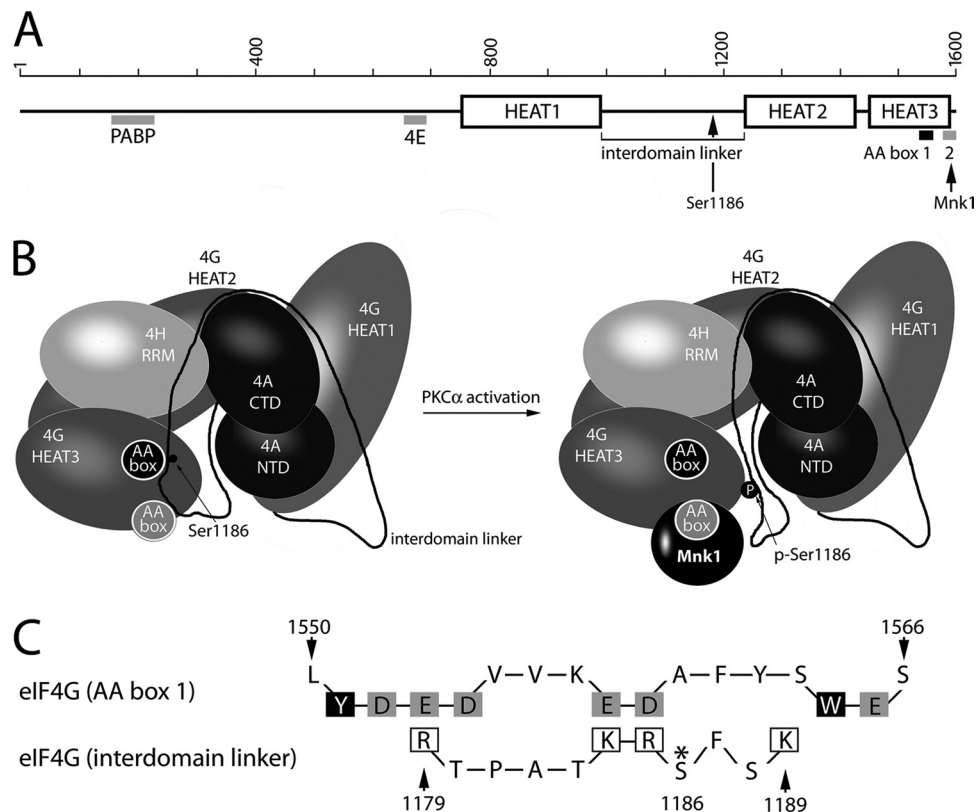 A
1 400 800 1200 1600
HEAT1 HEAT2 HEAT3
PABP 4E interdomain linker AA box 1 2
Ser1186 Mnk1
B
4G
HEAT2
4G
HEAT1
4H
RRM
4A
CTD
4G
HEAT3
4A
NTD
AA
box
AA
box
Ser1186
interdomain linker
PKCα activation
4G
HEAT2
4G
HEAT1
4H
RRM
4A
CTD
4G
HEAT3
4A
NTD
AA
box
P
AA
box
Mnk1
p-Ser1186
C
1550 1566
eIF4G (AA box 1) L Y D E D V V K E D A F Y S W E S
eIF4G (interdomain linker) R T P A T K R S* F S K
1179 1186 1189